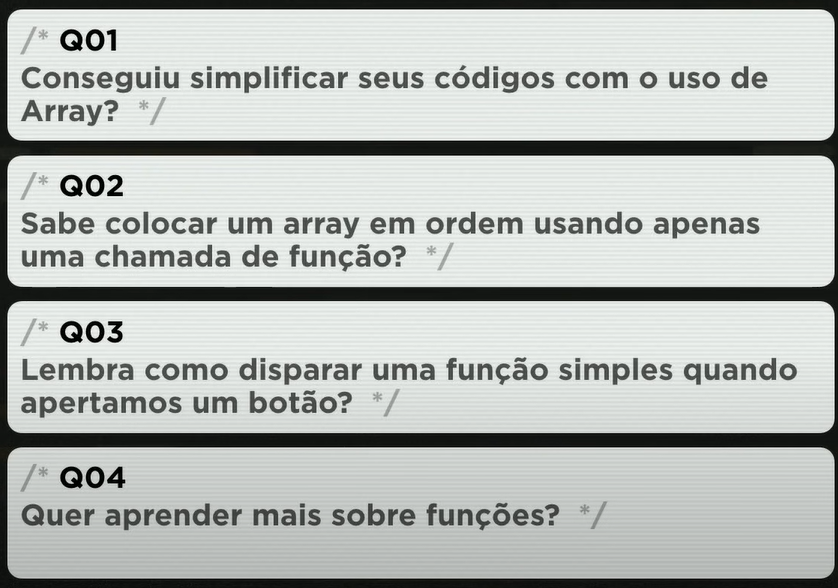 /* Q01
Conseguiu simplificar seus códigos com o uso de
Array? */
/* Q02
Sabe colocar um array em ordem usando apenas
uma chamada de função? */
/* Q03
Lembra como disparar uma função simples quando
apertamos um botão? */
/* Q04
Quer aprender mais sobre funções? */